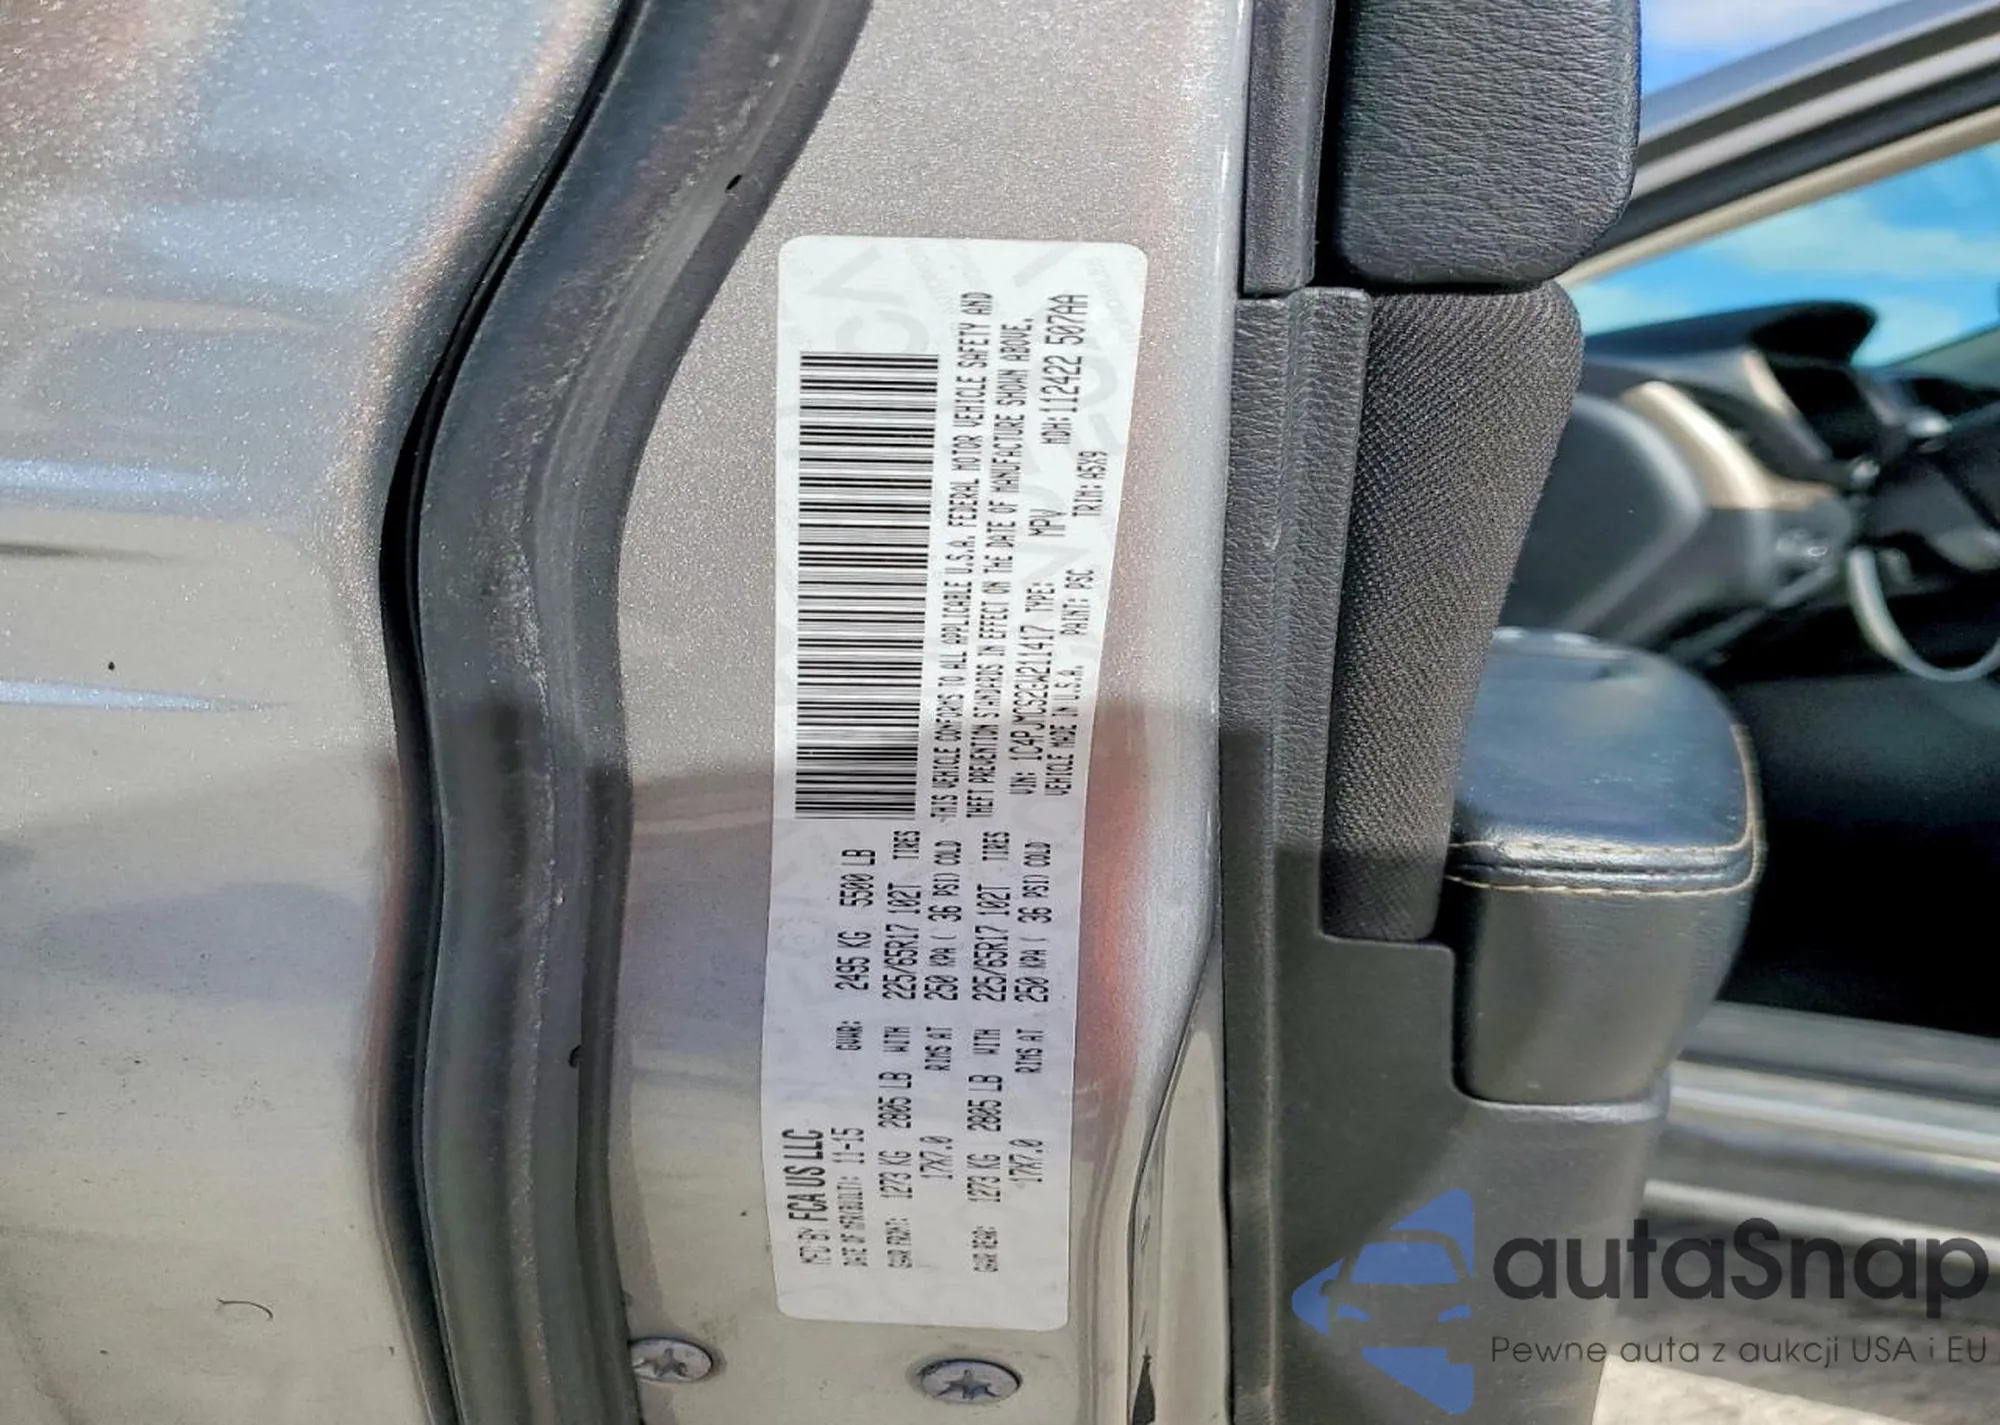 MFD BY: FCA US LLC
DATE OF MFR(BUILT): 11-15 GVWR: 2495 KG 5500 LB
GAWR FRONT: 1273 KG 2805 LB WITH 225/65R17 102T TIRES
17X7.0 RIMS AT 250 KPA ( 36 PSI) COLD
GAWR REAR: 1273 KG 2805 LB WITH 225/65R17 102T TIRES
17X7.0 RIMS AT 250 KPA ( 36 PSI) COLD
THIS VEHICLE CONFORMS TO ALL APPLICABLE U.S.A. FEDERAL MOTOR VEHICLE SAFETY AND
THEFT PREVENTION STANDARDS IN EFFECT ON THE DATE OF MANUFACTURE SHOWN ABOVE.
VIN: 1C4PJMCS2GW211417 TYPE: MPV MDH: 112422 507AA
VEHICLE MADE IN U.S.A. PAINT: PSC TRIM: A5X9
autaSnap
Pewne auta z aukcji USA i EU